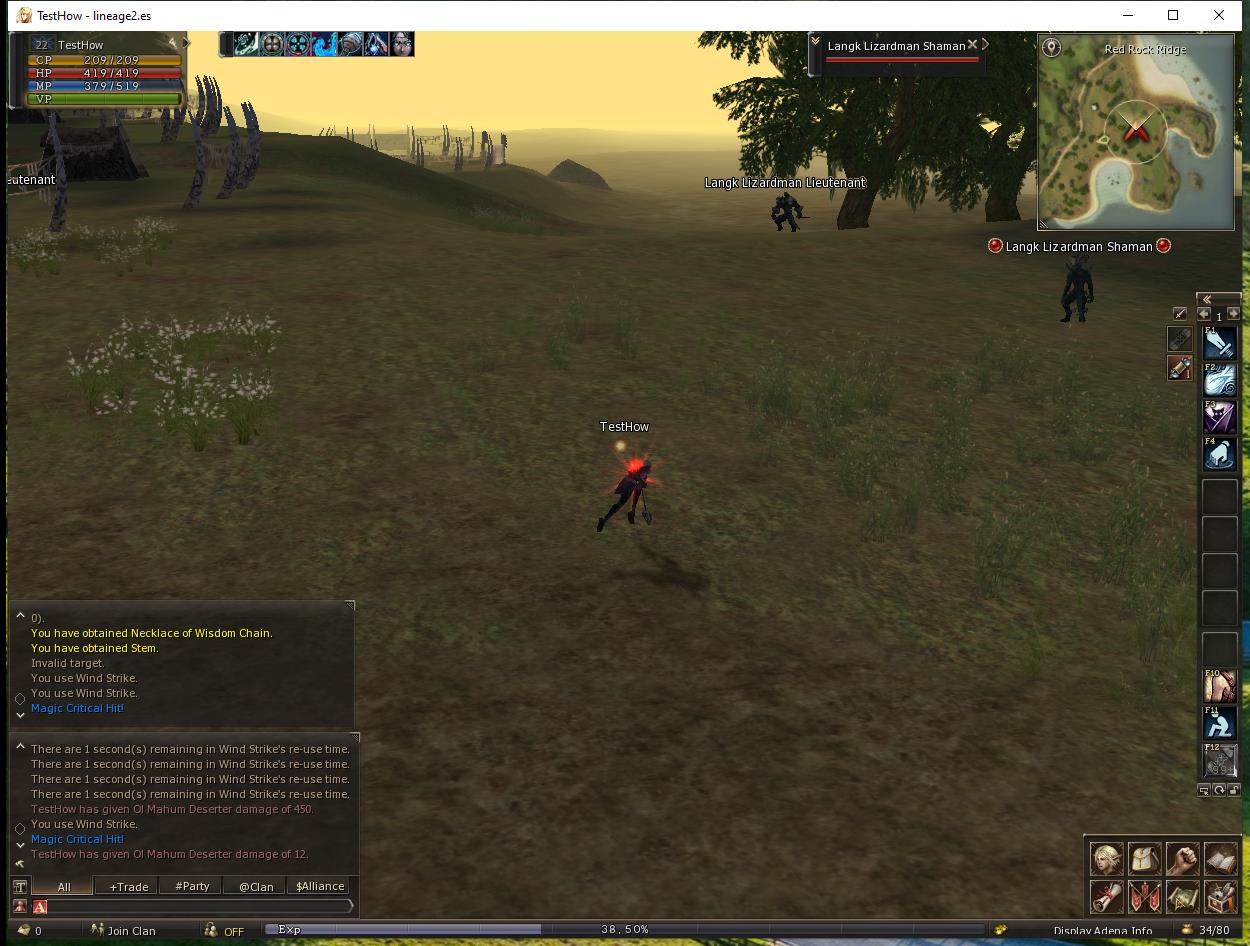 TestHow - lineage2.es
22 TestHow
CP 209/209
HP 419/419
MP 379/519
VP
Langk Lizardman Shaman
Red Rock Ridge
eutenant
Langk Lizardman Lieutenant
Langk Lizardman Shaman
1
F1
1
F2
F3
TestHow
F4
0).
You have obtained Necklace of Wisdom Chain.
You have obtained Stem.
Invalid target.
You use Wind Strike.
You use Wind Strike.
Magic Critical Hit!
F10
F11
F12
There are 1 second(s) remaining in Wind Strike's re-use time.
There are 1 second(s) remaining in Wind Strike's re-use time.
There are 1 second(s) remaining in Wind Strike's re-use time.
There are 1 second(s) remaining in Wind Strike's re-use time.
TestHow has given Ol Mahum Deserter damage of 450.
You use Wind Strike.
Magic Critical Hit!
TestHow has given Ol Mahum Deserter damage of 12.
T All +Trade #Party @Clan $Alliance
A
0 Join Clan OFF Exp 38,50% Display Adena Info 34/80